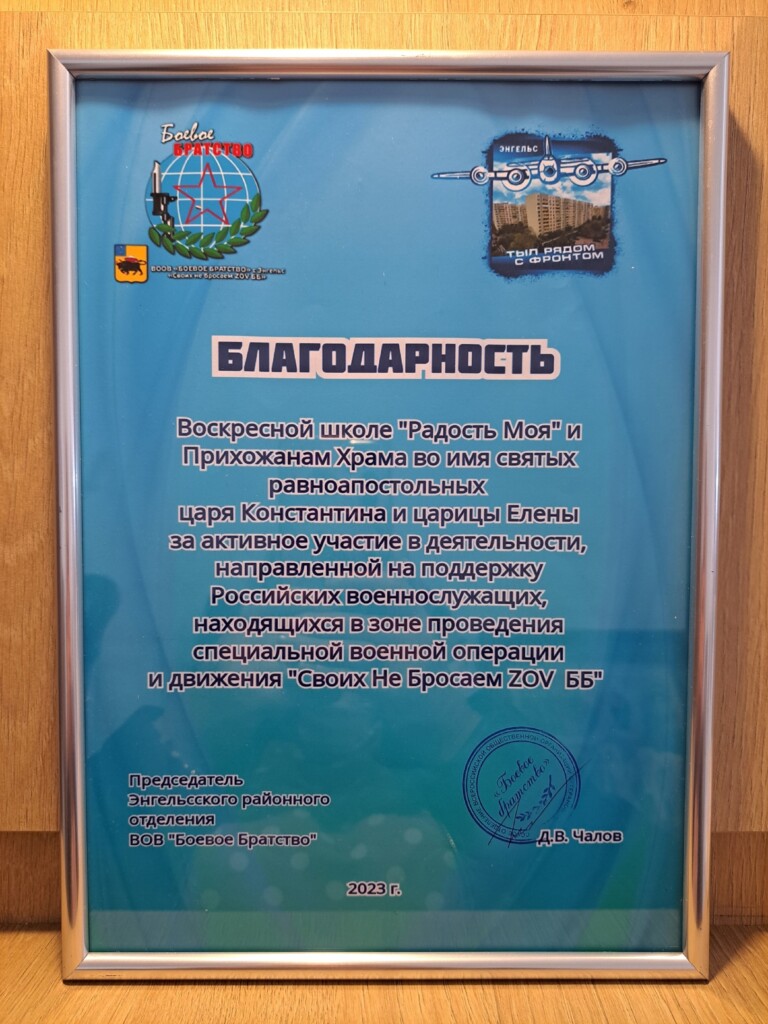 Боевое
БРАТСТВО
ВООВ «БОЕВОЕ БРАТСТВО» г. Энгельс
«Своих не Бросаем ZOV ББ»
ЭНГЕЛЬС
ТЫЛ РЯДОМ
С ФРОНТОМ
БЛАГОДАРНОСТЬ
Воскресной школе "Радость Моя" и
Прихожанам Храма во имя святых
равноапостольных
царя Константина и царицы Елены
за активное участие в деятельности,
направленной на поддержку
Российских военнослужащих,
находящихся в зоне проведения
специальной военной операции
и движения "Своих Не Бросаем ZOV ББ"
Председатель
Энгельсского районного
отделения
ВОВ "Боевое Братство"
«Боевое
братство»
Д.В. Чалов
2023 г.